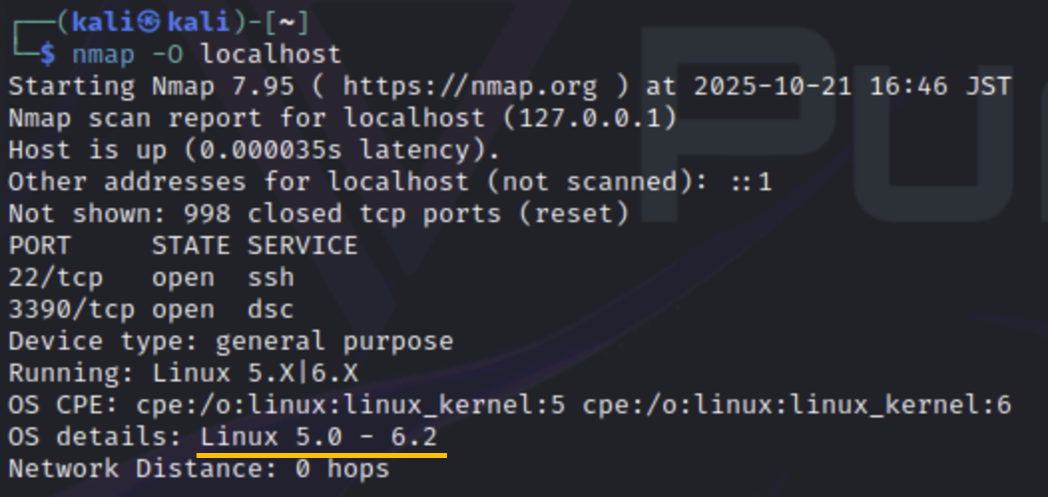 ┌──(kali㉿kali)-[~]
└─$ nmap -O localhost
Starting Nmap 7.95 ( https://nmap.org ) at 2025-10-21 16:46 JST
Nmap scan report for localhost (127.0.0.1)
Host is up (0.000035s latency).
Other addresses for localhost (not scanned): ::1
Not shown: 998 closed tcp ports (reset)
PORT     STATE SERVICE
22/tcp   open  ssh
3390/tcp open  dsc
Device type: general purpose
Running: Linux 5.X|6.X
OS CPE: cpe:/o:linux:linux_kernel:5 cpe:/o:linux:linux_kernel:6
OS details: Linux 5.0 - 6.2
Network Distance: 0 hops